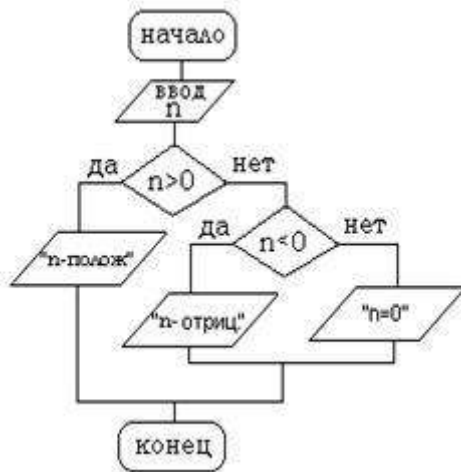 начало
ввод
n
да
n>0
нет
"n-полож"
да
n<0
нет
"n-отриц."
"n=0"
конец